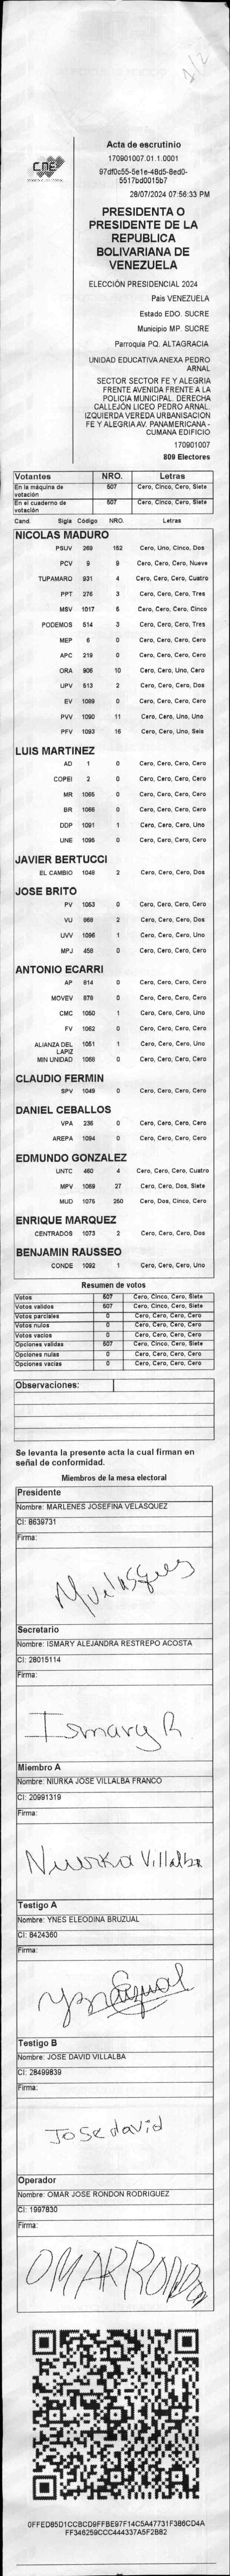 1/2
CNE
Acta de escrutinio
170901007.01.1.0001
97df0c55-5e1e-48d5-8ed0-
5517bd0015b7
28/07/2024 07:56:33 PM
PRESIDENTA O
PRESIDENTE DE LA
REPUBLICA
BOLIVARIANA DE
VENEZUELA
ELECCIÓN PRESIDENCIAL 2024
País VENEZUELA
Estado EDO. SUCRE
Municipio MP. SUCRE
Parroquia PQ. ALTAGRACIA
UNIDAD EDUCATIVA ANEXA PEDRO
ARNAL
SECTOR SECTOR FE Y ALEGRIA
FRENTE AVENIDA FRENTE A LA
POLICIA MUNICIPAL. DERECHA
CALLEJÓN LICEO PEDRO ARNAL.
IZQUIERDA VEREDA URBANISACION
FE Y ALEGRIA AV. PANAMERICANA -
CUMANA EDIFICIO
170901007
809 Electores
Votantes NRO. Letras
En la máquina de votación 507 Cero, Cinco, Cero, Siete
En el cuaderno de votación 507 Cero, Cinco, Cero, Siete
Cand. Sigla Código NRO. Letras
NICOLAS MADURO
PSUV 269 152 Cero, Uno, Cinco, Dos
PCV 9 9 Cero, Cero, Cero, Nueve
TUPAMARO 931 4 Cero, Cero, Cero, Cuatro
PPT 276 3 Cero, Cero, Cero, Tres
MSV 1017 5 Cero, Cero, Cero, Cinco
PODEMOS 514 3 Cero, Cero, Cero, Tres
MEP 6 0 Cero, Cero, Cero, Cero
APC 219 0 Cero, Cero, Cero, Cero
ORA 906 10 Cero, Cero, Uno, Cero
UPV 513 2 Cero, Cero, Cero, Dos
EV 1089 0 Cero, Cero, Cero, Cero
PVV 1090 11 Cero, Cero, Uno, Uno
PFV 1093 16 Cero, Cero, Uno, Seis
LUIS MARTINEZ
AD 1 0 Cero, Cero, Cero, Cero
COPEI 2 0 Cero, Cero, Cero, Cero
MR 1065 0 Cero, Cero, Cero, Cero
BR 1066 0 Cero, Cero, Cero, Cero
DDP 1091 1 Cero, Cero, Cero, Uno
UNE 1095 0 Cero, Cero, Cero, Cero
JAVIER BERTUCCI
EL CAMBIO 1048 2 Cero, Cero, Cero, Dos
JOSE BRITO
PV 1053 0 Cero, Cero, Cero, Cero
VU 868 2 Cero, Cero, Cero, Dos
UVV 1096 1 Cero, Cero, Cero, Uno
MPJ 458 0 Cero, Cero, Cero, Cero
ANTONIO ECARRI
AP 814 0 Cero, Cero, Cero, Cero
MOVEV 878 0 Cero, Cero, Cero, Cero
CMC 1050 1 Cero, Cero, Cero, Uno
FV 1062 0 Cero, Cero, Cero, Cero
ALIANZA DEL LAPIZ 1051 1 Cero, Cero, Cero, Uno
MIN UNIDAD 1068 0 Cero, Cero, Cero, Cero
CLAUDIO FERMIN
SPV 1049 0 Cero, Cero, Cero, Cero
DANIEL CEBALLOS
VPA 236 0 Cero, Cero, Cero, Cero
AREPA 1094 0 Cero, Cero, Cero, Cero
EDMUNDO GONZALEZ
UNTC 460 4 Cero, Cero, Cero, Cuatro
MPV 1069 27 Cero, Cero, Dos, Siete
MUD 1075 250 Cero, Dos, Cinco, Cero
ENRIQUE MARQUEZ
CENTRADOS 1073 2 Cero, Cero, Cero, Dos
BENJAMIN RAUSSEO
CONDE 1092 1 Cero, Cero, Cero, Uno
Resumen de votos
Votos 507 Cero, Cinco, Cero, Siete
Votos validos 507 Cero, Cinco, Cero, Siete
Votos parciales 0 Cero, Cero, Cero, Cero
Votos nulos 0 Cero, Cero, Cero, Cero
Votos vacios 0 Cero, Cero, Cero, Cero
Opciones validas 507 Cero, Cinco, Cero, Siete
Opciones nulas 0 Cero, Cero, Cero, Cero
Opciones vacias 0 Cero, Cero, Cero, Cero
Observaciones:
Se levanta la presente acta la cual firman en
señal de conformidad.
Miembros de la mesa electoral
Presidente
Nombre: MARLENES JOSEFINA VELASQUEZ
CI: 8639731
Firma:
MVelasquez
Secretario
Nombre: ISMARY ALEJANDRA RESTREPO ACOSTA
CI: 28015114
Firma:
Ismary R
Miembro A
Nombre: NIURKA JOSE VILLALBA FRANCO
CI: 20991319
Firma:
Niurka Villalba
Testigo A
Nombre: YNES ELEODINA BRUZUAL
CI: 8424360
Firma:
Testigo B
Nombre: JOSE DAVID VILLALBA
CI: 28499839
Firma:
Jose david
Operador
Nombre: OMAR JOSE RONDON RODRIGUEZ
CI: 1997830
Firma:
OMAR RONDON
0FFED85D1CCBCD9FFBE97F14C5A47731F386CD4A
FF346259CCC444337A5F2B82